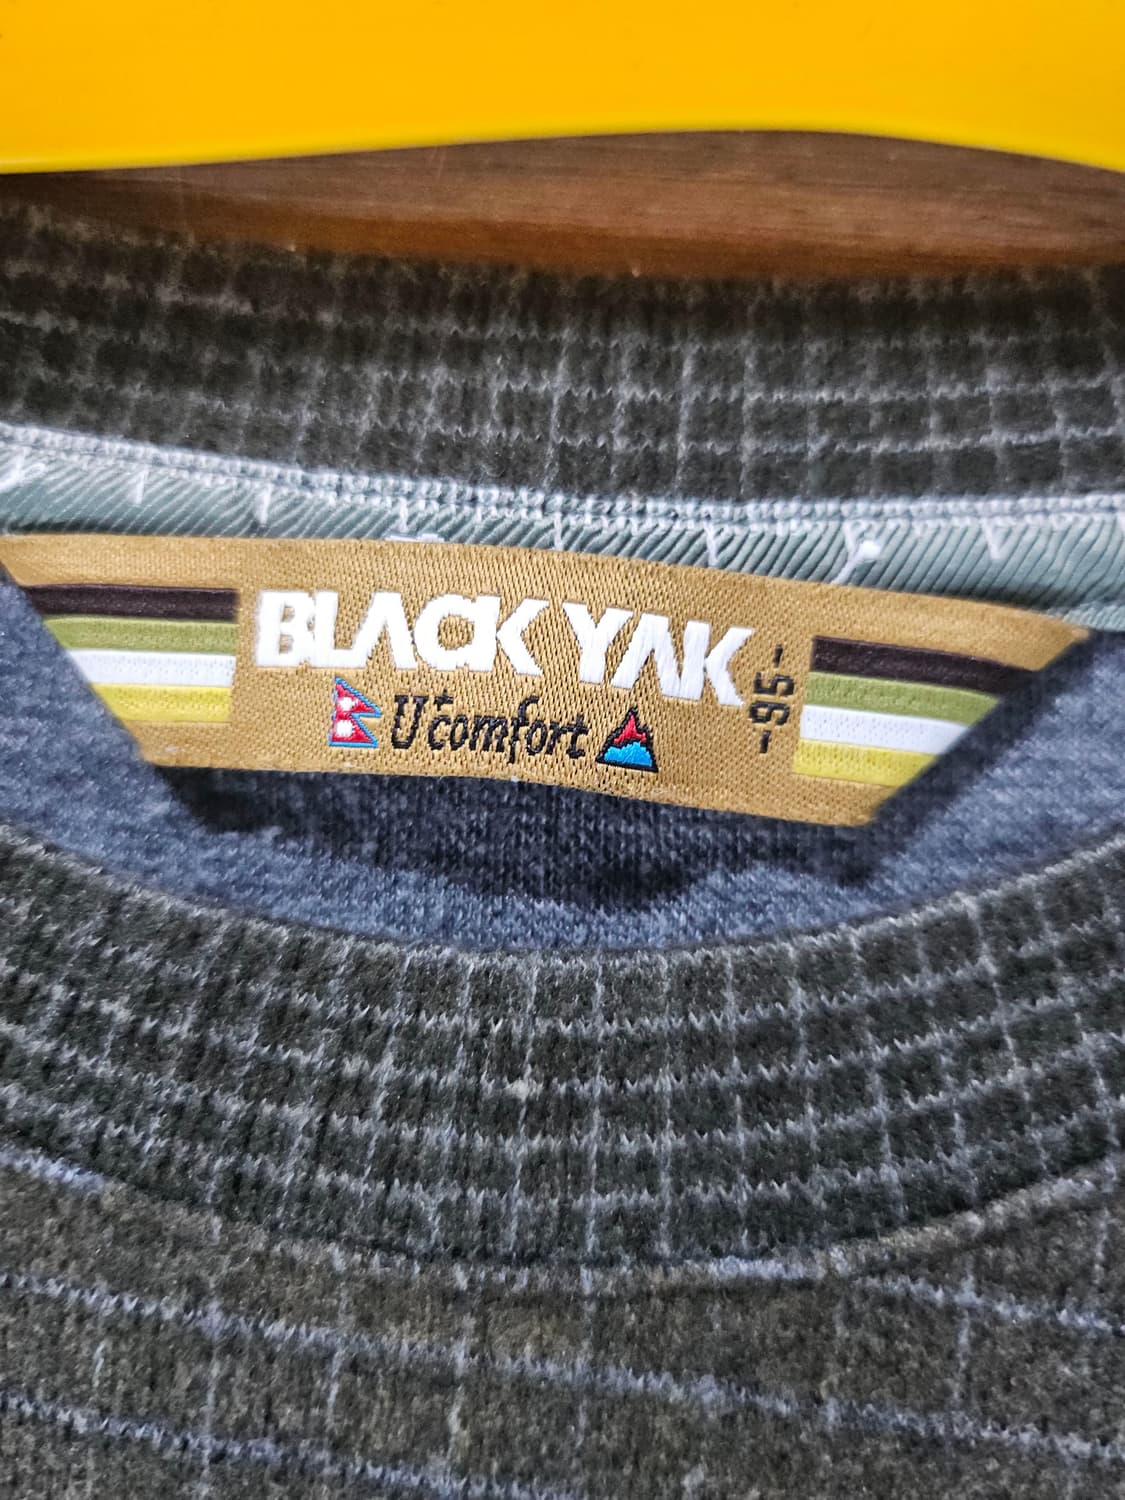 BLACK YAK
U+comfort
-95-